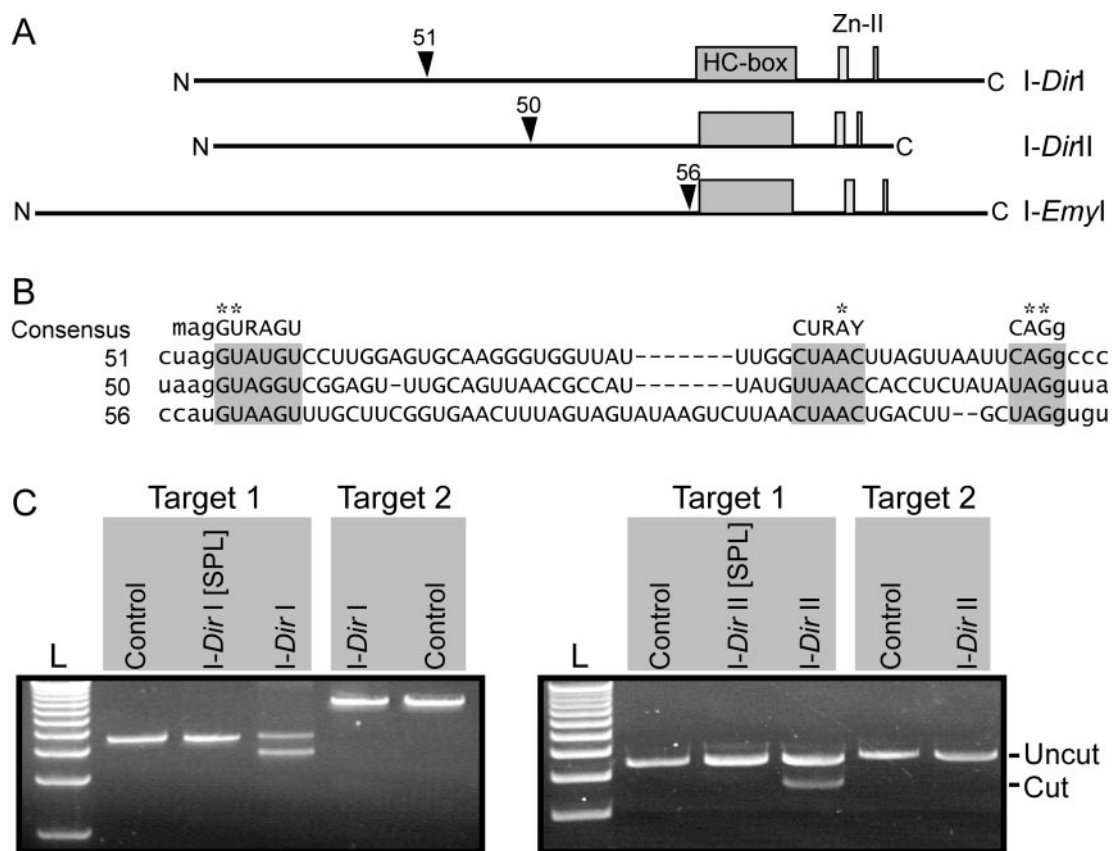 A
51
Zn-II
HC-box
N C I-DirI
50
N C I-DirII
56
N C I-EmyI
B
** * **
Consensus magGURAGU CURAY CAGg
51 cuagGUAUGUCCUUGGAGUGCAAGGGUGGUUAU-------UUGGCUAACUUAGUUAAUUCAGgccc
50 uaagGUAGGUCGGAGU-UUGCAGUUAACGCCAU-------UAUGUUAACCACCUCUAUAUAGguua
56 ccauGUAAGUUUGCUUCGGUGAACUUUAGUAGUAUAAGUCUUAACUAACUGACUU--GCUAGgugu
C
Target 1 Target 2 Target 1 Target 2
L Control I-Dir I [SPL] I-Dir I I-Dir I Control
L Control I-Dir II [SPL] I-Dir II Control I-Dir II
Uncut
Cut